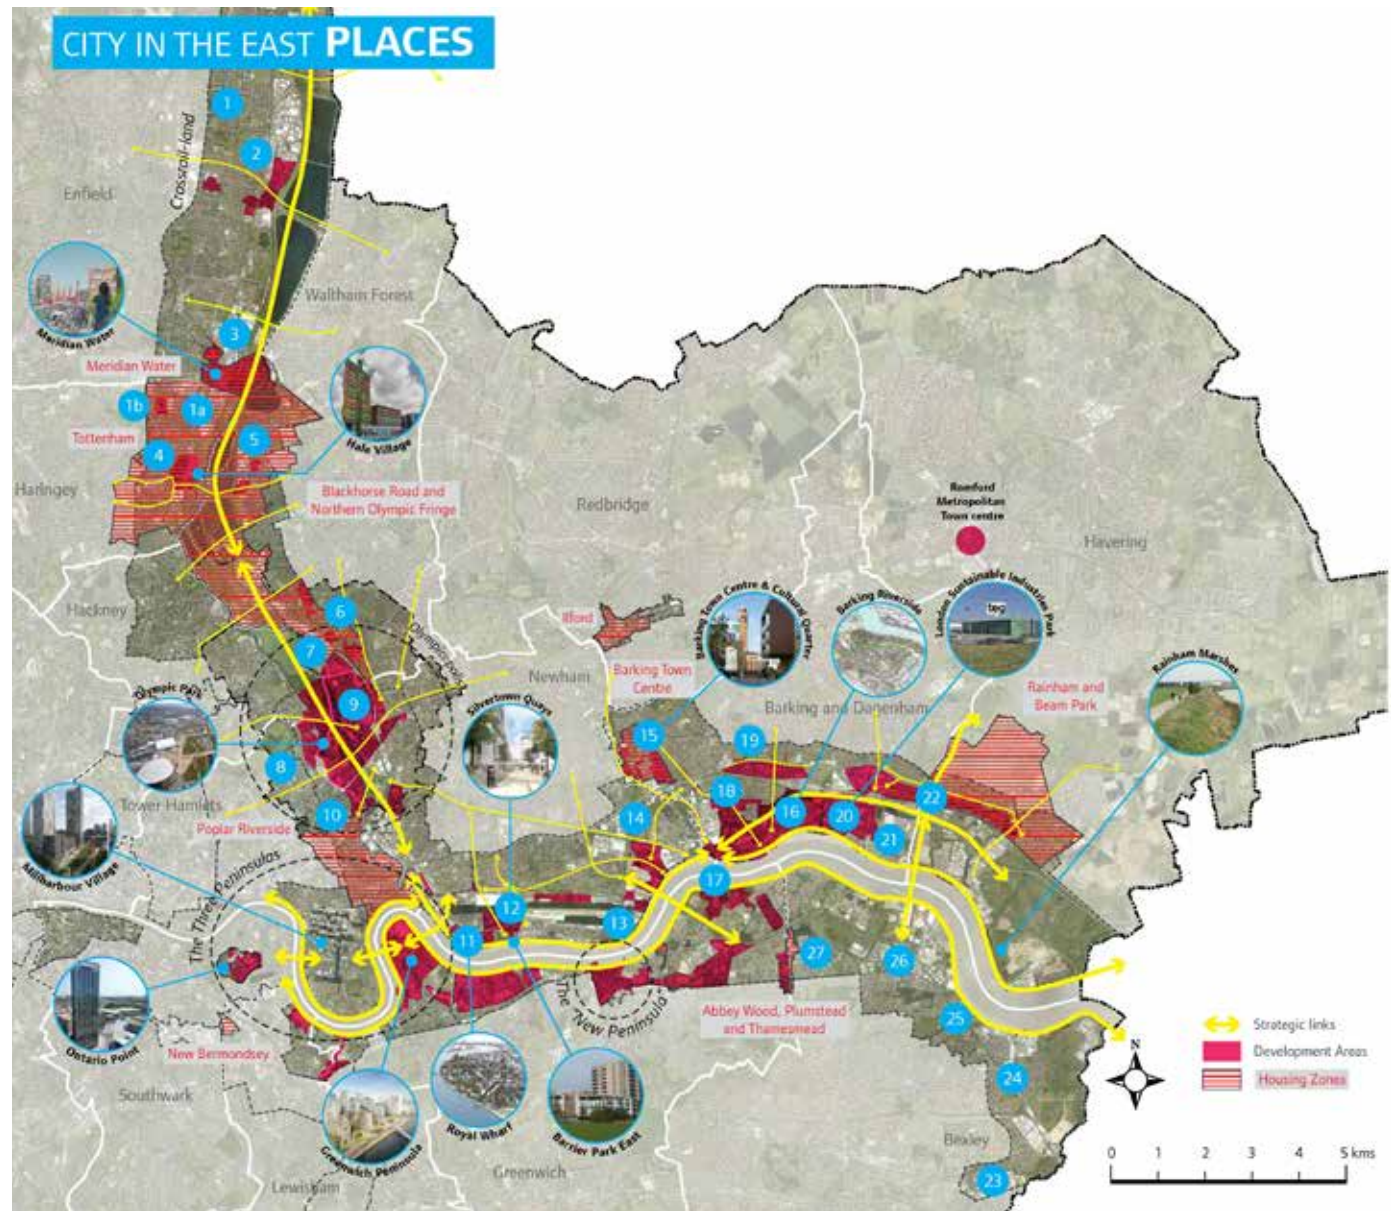 CITY IN THE EAST PLACES
1
Crossrail-land
2
Enfield
Waltham Forest
3
Meridian Water
Meridian Water
1b
1a
Tottenham
5
4
Hale Village
Haringey
Blackhorse Road and
Northern Olympic Fringe
Redbridge
Romford
Metropolitan
Town centre
Havering
Hackney
6
Ilford
Barking Town Centre & Cultural Quarter
Barking Riverside
London Sustainable Industries Park
teg
Rainham Marshes
7
Newham
Barking Town
Centre
Rainham and
Beam Park
Olympic Park
9
Silvertown Quays
Barking and Dagenham
15
19
8
Tower Hamlets
10
Poplar Riverside
18
14
16
20
22
21
Millharbour Village
The Three Peninsulas
17
12
13
11
27
26
The "New Peninsula"
Abbey Wood, Plumstead
and Thamesmead
25
Ontario Point
New Bermondsey
Southwark
24
Greenwich Peninsula
Royal Wharf
Barrier Park East
Lewisham
Greenwich
Bexley
23
N
Strategic links
Development Areas
Housing Zones
0 1 2 3 4 5 kms